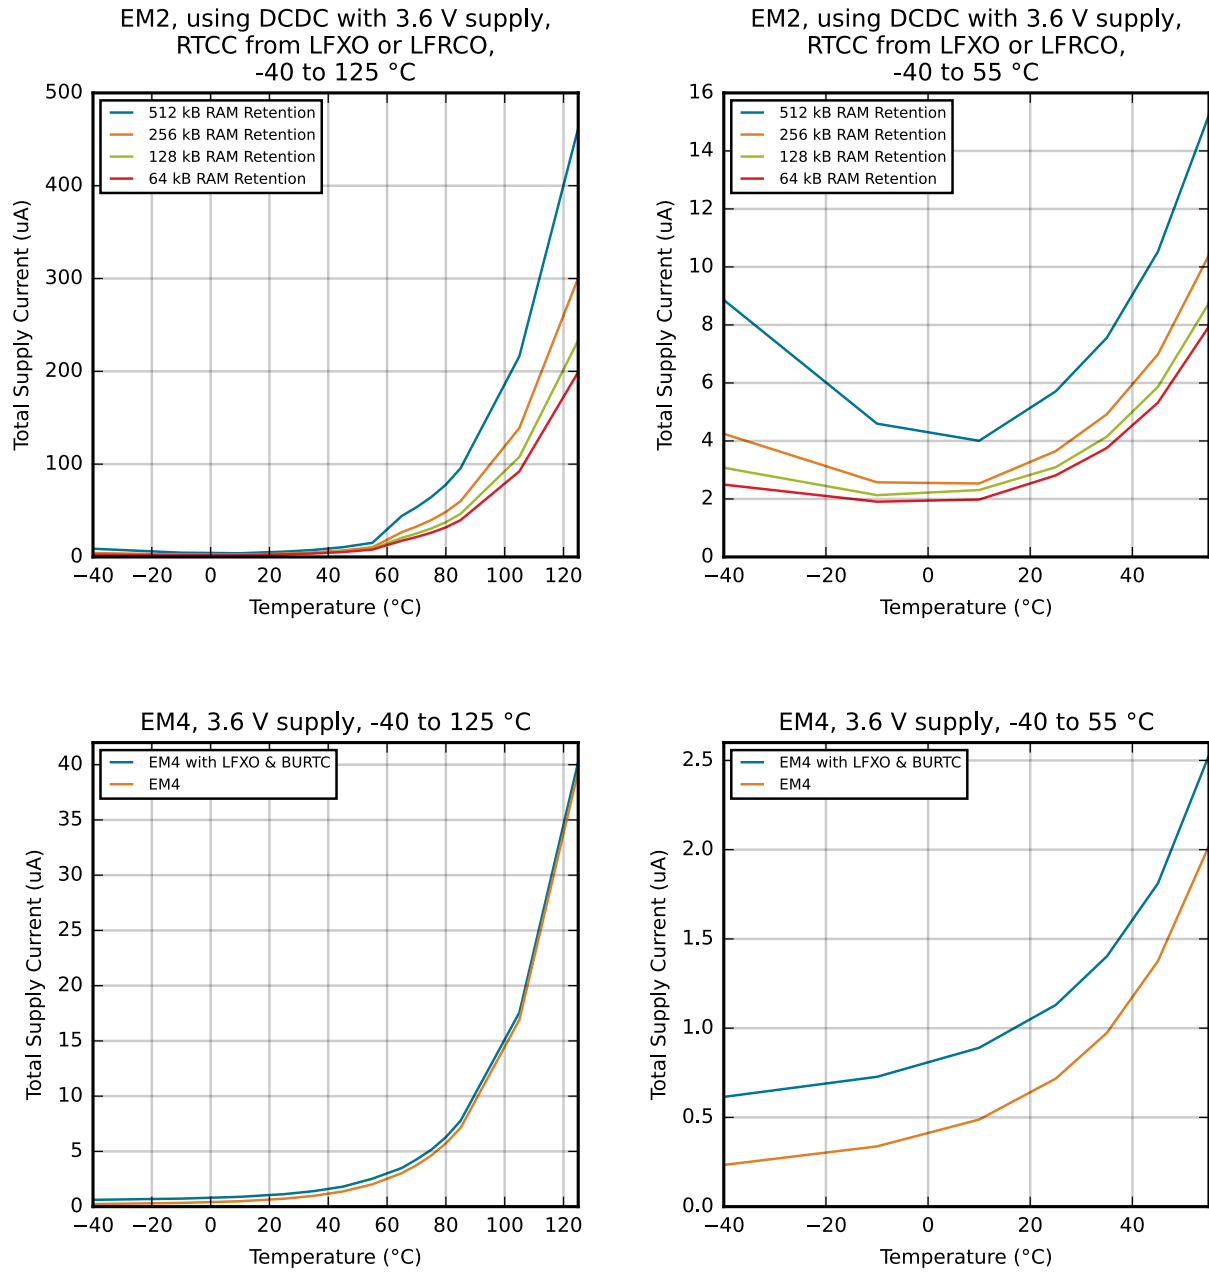 EM2, using DCDC with 3.6 V supply,
RTCC from LFXO or LFRCO,
-40 to 125 °C
500
400
300
200
100
0
Total Supply Current (uA)
512 kB RAM Retention
256 kB RAM Retention
128 kB RAM Retention
64 kB RAM Retention
−40 −20 0 20 40 60 80 100 120
Temperature (°C)
EM2, using DCDC with 3.6 V supply,
RTCC from LFXO or LFRCO,
-40 to 55 °C
16
14
12
10
8
6
4
2
0
Total Supply Current (uA)
512 kB RAM Retention
256 kB RAM Retention
128 kB RAM Retention
64 kB RAM Retention
−40 −20 0 20 40
Temperature (°C)
EM4, 3.6 V supply, -40 to 125 °C
40
35
30
25
20
15
10
5
0
Total Supply Current (uA)
EM4 with LFXO & BURTC
EM4
−40 −20 0 20 40 60 80 100 120
Temperature (°C)
EM4, 3.6 V supply, -40 to 55 °C
2.5
2.0
1.5
1.0
0.5
0.0
Total Supply Current (uA)
EM4 with LFXO & BURTC
EM4
−40 −20 0 20 40
Temperature (°C)